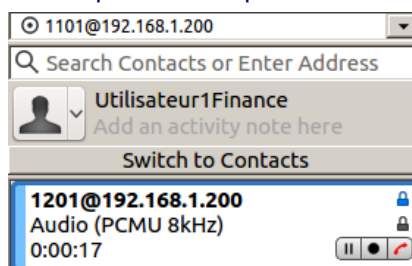 1101@192.168.1.200
Search Contacts or Enter Address
Utilisateur1Finance
Add an activity note here
Switch to Contacts
1201@192.168.1.200
Audio (PCMU 8kHz)
0:00:17